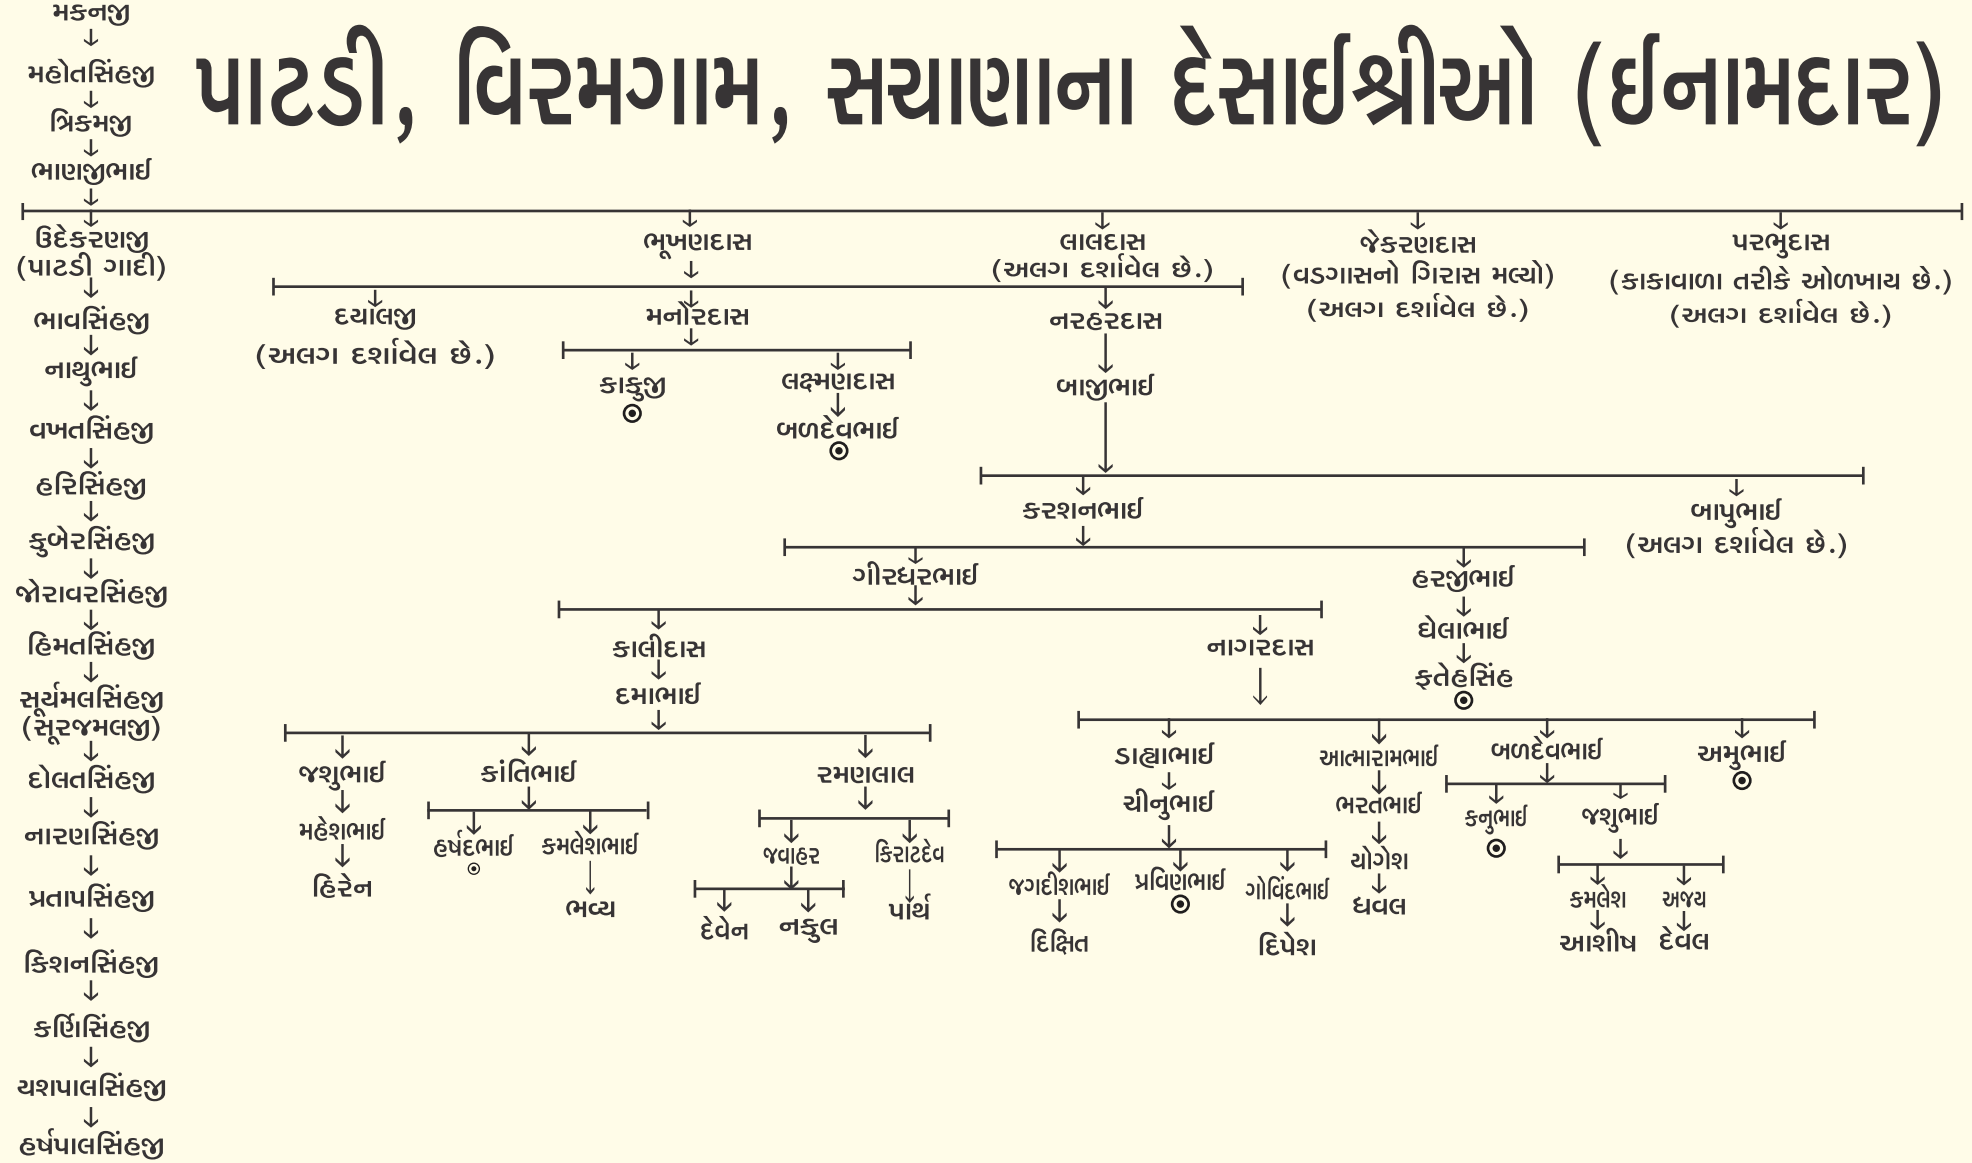 પાટડી, વિરમગામ, સચાણાના દેસાઈશ્રીઓ (ઈનામદાર)
મકનજી
મહોતસિંહજી
ત્રિકમજી
ભાણજીભાઈ
ઉદેકરણજી
(પાટડી ગાદી)
ભૂખણદાસ
લાલદાસ
(અલગ દર્શાવેલ છે.)
જેકરણદાસ
(વડગાસનો ગિરાસ મલ્યો)
(અલગ દર્શાવેલ છે.)
પરભુદાસ
(કાકાવાળા તરીકે ઓળખાય છે.)
(અલગ દર્શાવેલ છે.)
ભાવસિંહજી
નાથુભાઈ
વખતસિંહજી
હરિસિંહજી
કુબેરસિંહજી
જોરાવરસિંહજી
હિમતસિંહજી
સૂર્યમલસિંહજી
(સૂરજમલજી)
દોલતસિંહજી
નારણસિંહજી
પ્રતાપસિંહજી
કિશનસિંહજી
કર્ણિસિંહજી
યશપાલસિંહજી
હર્ષપાલસિંહજી
દયાલજી
(અલગ દર્શાવેલ છે.)
મનોરદાસ
નરહરદાસ
કાકુજી
લક્ષ્મણદાસ
બળદેવભાઈ
બાજીભાઈ
કરશનભાઈ
બાપુભાઈ
(અલગ દર્શાવેલ છે.)
ગીરધરભાઈ
હરજીભાઈ
ઘેલાભાઈ
ફતેહસિંહ
કાલીદાસ
નાગરદાસ
દમાભાઈ
જશુભાઈ
કાંતિભાઈ
રમણલાલ
મહેશભાઈ
હર્ષદભાઈ
કમલેશભાઈ
જવાહર
કિરાટદેવ
હિરેન
ભવ્ય
દેવેન
નકુલ
પાર્થ
ડાહ્યાભાઈ
આત્મારામભાઈ
બળદેવભાઈ
અમુભાઈ
ચીનુભાઈ
ભરતભાઈ
કનુભાઈ
જશુભાઈ
જગદીશભાઈ
પ્રવિણભાઈ
ગોવિંદભાઈ
યોગેશ
કમલેશ
અજય
દિક્ષિત
દિપેશ
ધવલ
આશીષ
દેવલ